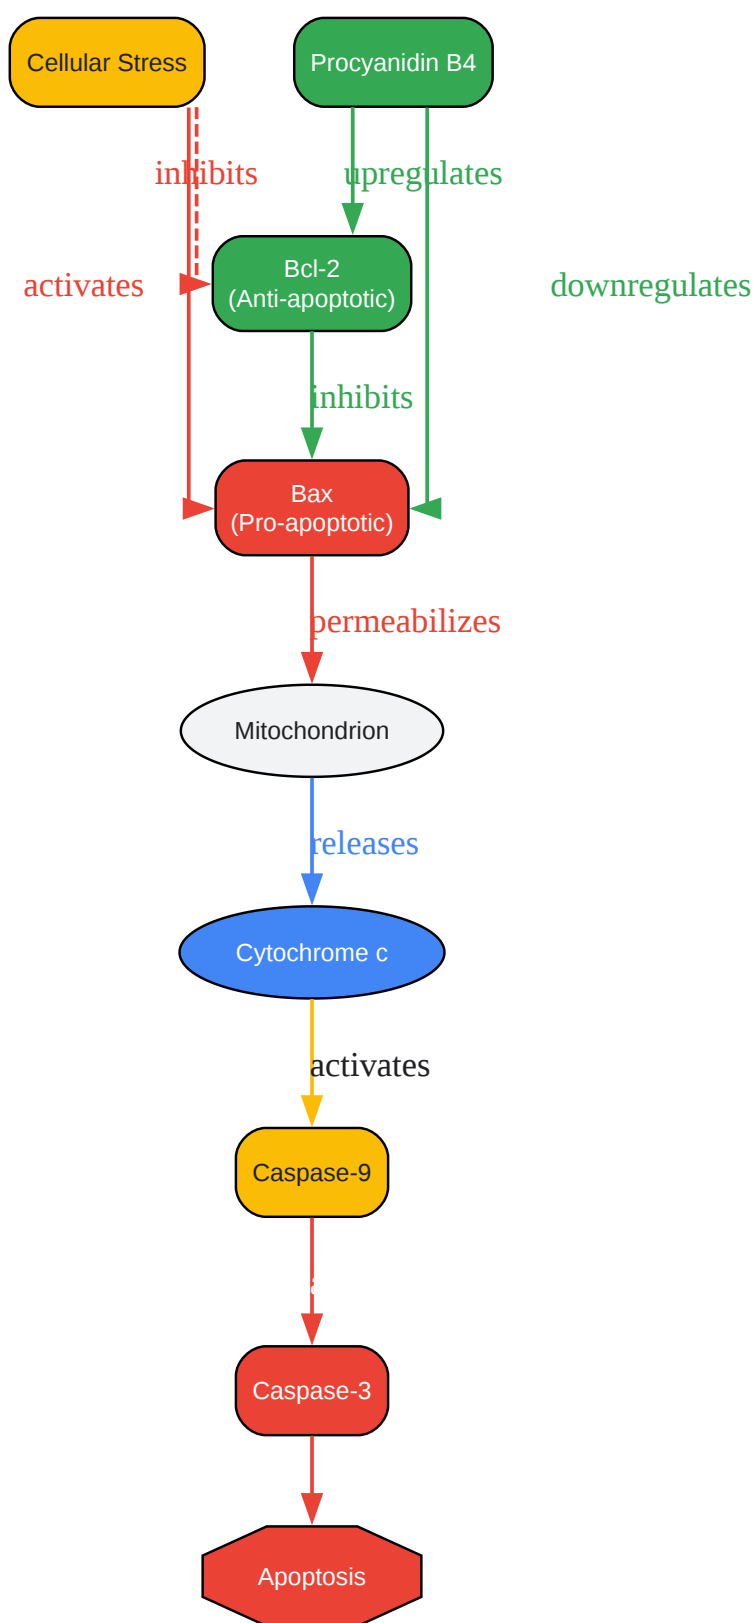 Cellular Stress
Procyanidin B4
inhibits
upregulates
Bcl-2
(Anti-apoptotic)
activates
downregulates
inhibits
Bax
(Pro-apoptotic)
permeabilizes
Mitochondrion
releases
Cytochrome c
activates
Caspase-9
Caspase-3
Apoptosis